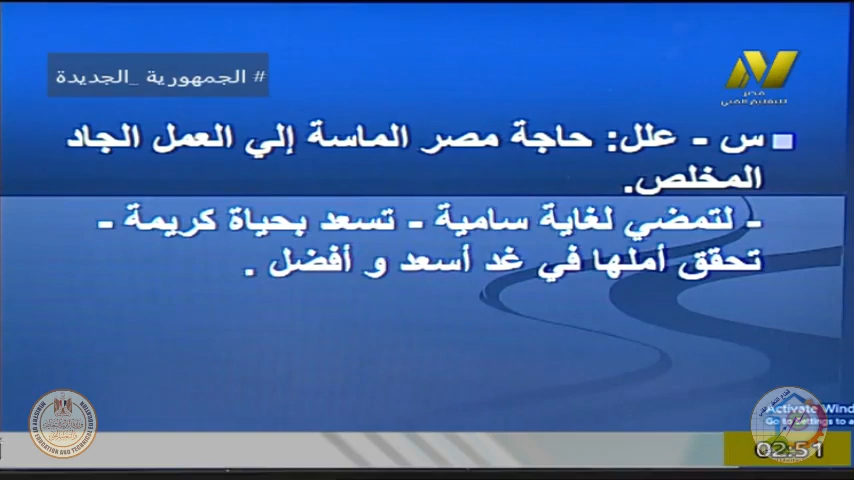 # الجمهورية _الجديدة
مصر
للتعليم الفني
س - علل: حاجة مصر الماسة إلي العمل الجاد
المخلص.
- لتمضي لغاية سامية - تسعد بحياة كريمة -
تحقق أملها في غد أسعد و أفضل .
Activate Wind
Go to Settings to a
02:51